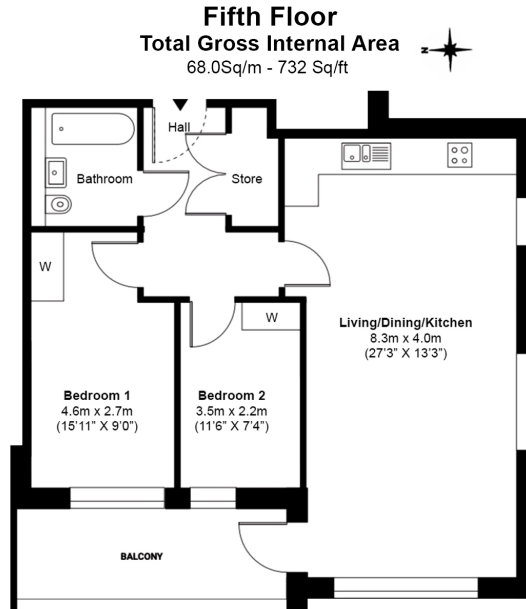 Fifth Floor
Total Gross Internal Area
68.0Sq/m - 732 Sq/ft
N
Hall
Bathroom
Store
W
W
Living/Dining/Kitchen
8.3m x 4.0m
(27'3" X 13'3")
Bedroom 1
4.6m x 2.7m
(15'11" X 9'0")
Bedroom 2
3.5m x 2.2m
(11'6" X 7'4")
BALCONY